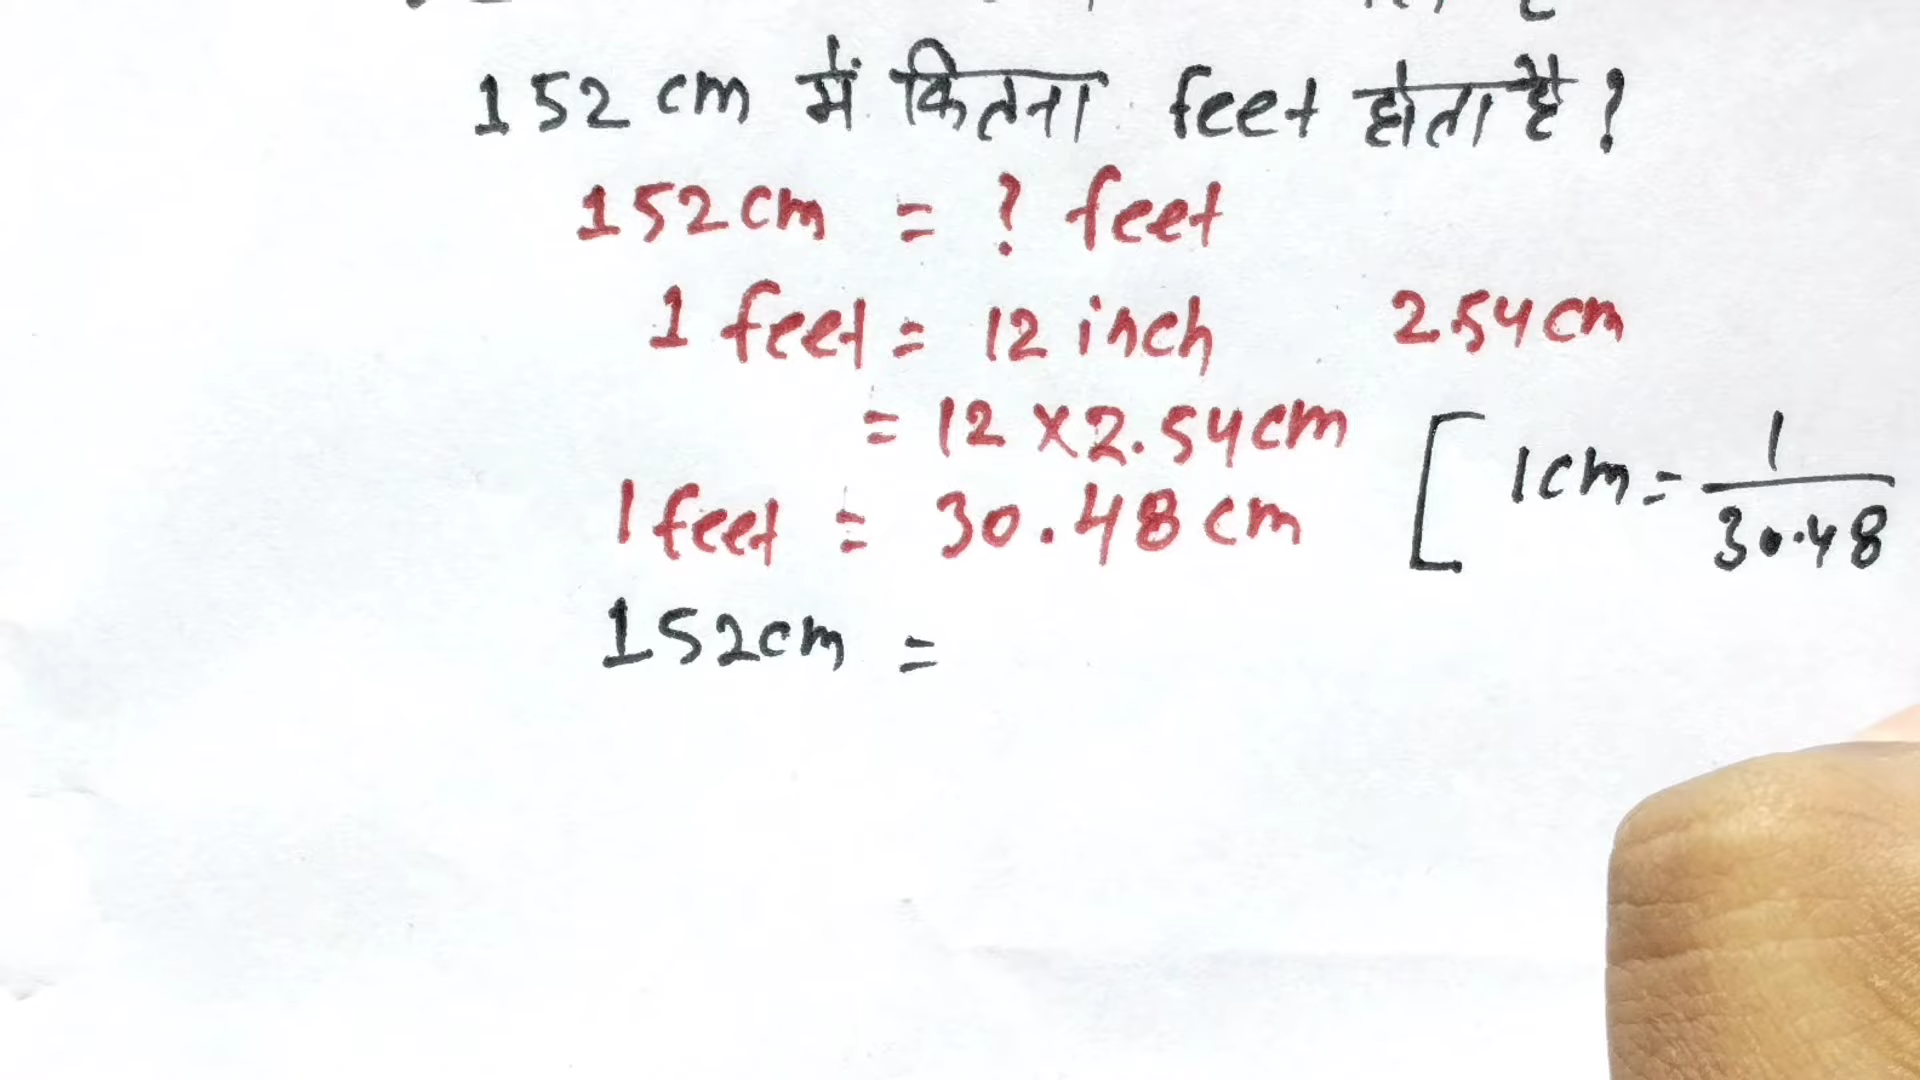 152 cm में कितना feet होता है ?
152 cm = ? feet
1 feet = 12 inch 2.54 cm
= 12 × 2.54 cm
1 feet = 30.48 cm [ 1 cm = 1/30.48
152 cm =